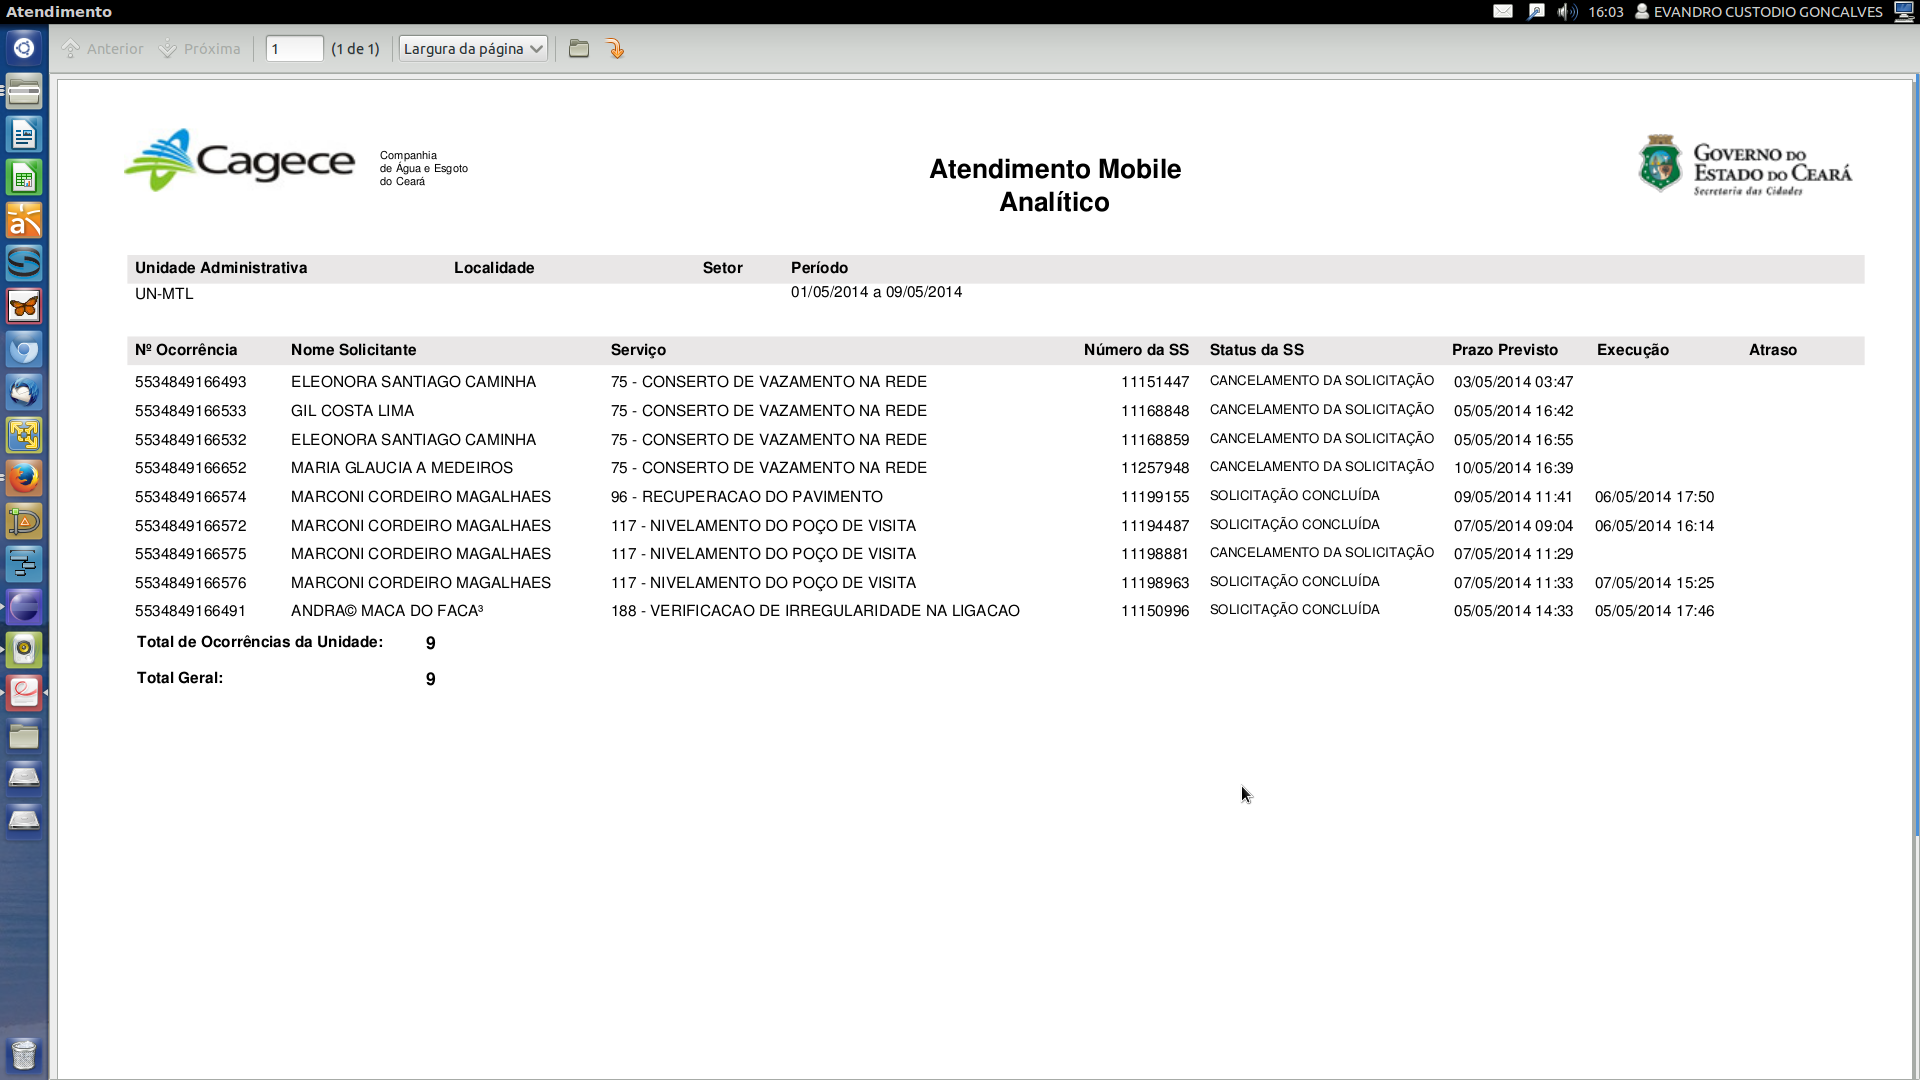 Atendimento
16:03 EVANDRO CUSTODIO GONCALVES
Anterior Próxima 1 (1 de 1) Largura da página
Cagece
Companhia
de Água e Esgoto
do Ceará
Atendimento Mobile
Analítico
GOVERNO DO
ESTADO DO CEARÁ
Secretaria das Cidades
Unidade Administrativa Localidade Setor Período
UN-MTL 01/05/2014 a 09/05/2014
Nº Ocorrência Nome Solicitante Serviço Número da SS Status da SS Prazo Previsto Execução Atraso
5534849166493 ELEONORA SANTIAGO CAMINHA 75 - CONSERTO DE VAZAMENTO NA REDE 11151447 CANCELAMENTO DA SOLICITAÇÃO 03/05/2014 03:47
5534849166533 GIL COSTA LIMA 75 - CONSERTO DE VAZAMENTO NA REDE 11168848 CANCELAMENTO DA SOLICITAÇÃO 05/05/2014 16:42
5534849166532 ELEONORA SANTIAGO CAMINHA 75 - CONSERTO DE VAZAMENTO NA REDE 11168859 CANCELAMENTO DA SOLICITAÇÃO 05/05/2014 16:55
5534849166652 MARIA GLAUCIA A MEDEIROS 75 - CONSERTO DE VAZAMENTO NA REDE 11257948 CANCELAMENTO DA SOLICITAÇÃO 10/05/2014 16:39
5534849166574 MARCONI CORDEIRO MAGALHAES 96 - RECUPERACAO DO PAVIMENTO 11199155 SOLICITAÇÃO CONCLUÍDA 09/05/2014 11:41 06/05/2014 17:50
5534849166572 MARCONI CORDEIRO MAGALHAES 117 - NIVELAMENTO DO POÇO DE VISITA 11194487 SOLICITAÇÃO CONCLUÍDA 07/05/2014 09:04 06/05/2014 16:14
5534849166575 MARCONI CORDEIRO MAGALHAES 117 - NIVELAMENTO DO POÇO DE VISITA 11198881 CANCELAMENTO DA SOLICITAÇÃO 07/05/2014 11:29
5534849166576 MARCONI CORDEIRO MAGALHAES 117 - NIVELAMENTO DO POÇO DE VISITA 11198963 SOLICITAÇÃO CONCLUÍDA 07/05/2014 11:33 07/05/2014 15:25
5534849166491 ANDRA© MACA DO FACA³ 188 - VERIFICACAO DE IRREGULARIDADE NA LIGACAO 11150996 SOLICITAÇÃO CONCLUÍDA 05/05/2014 14:33 05/05/2014 17:46
Total de Ocorrências da Unidade: 9
Total Geral: 9